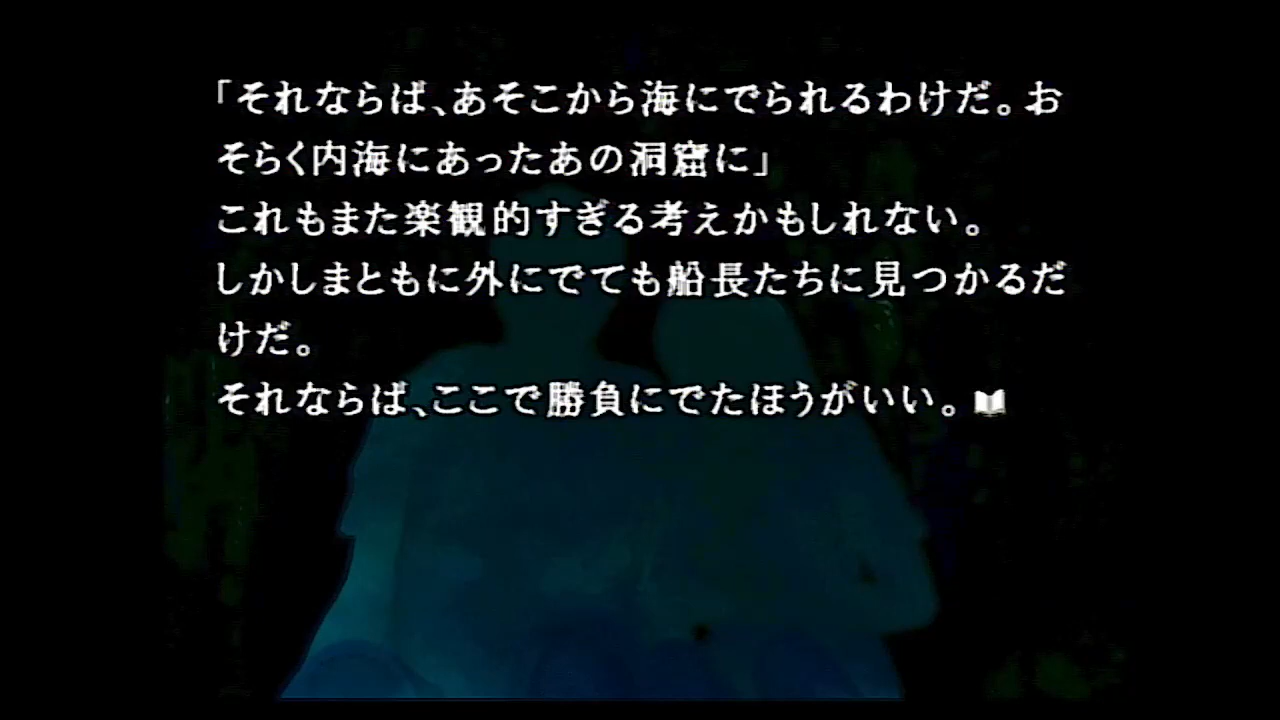 「それならば、あそこから海にでられるわけだ。お
そらく内海にあったあの洞窟に」
これもまた楽観的すぎる考えかもしれない。
しかしまともに外にでても船長たちに見つかるだ
けだ。
それならば、ここで勝負にでたほうがいい。